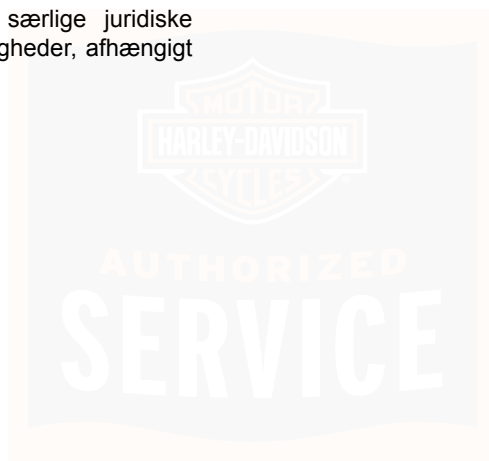 særlige juridiske
gheder, afhængigt
MOTOR
HARLEY-DAVIDSON
CYCLES
AUTHORIZED
SERVICE